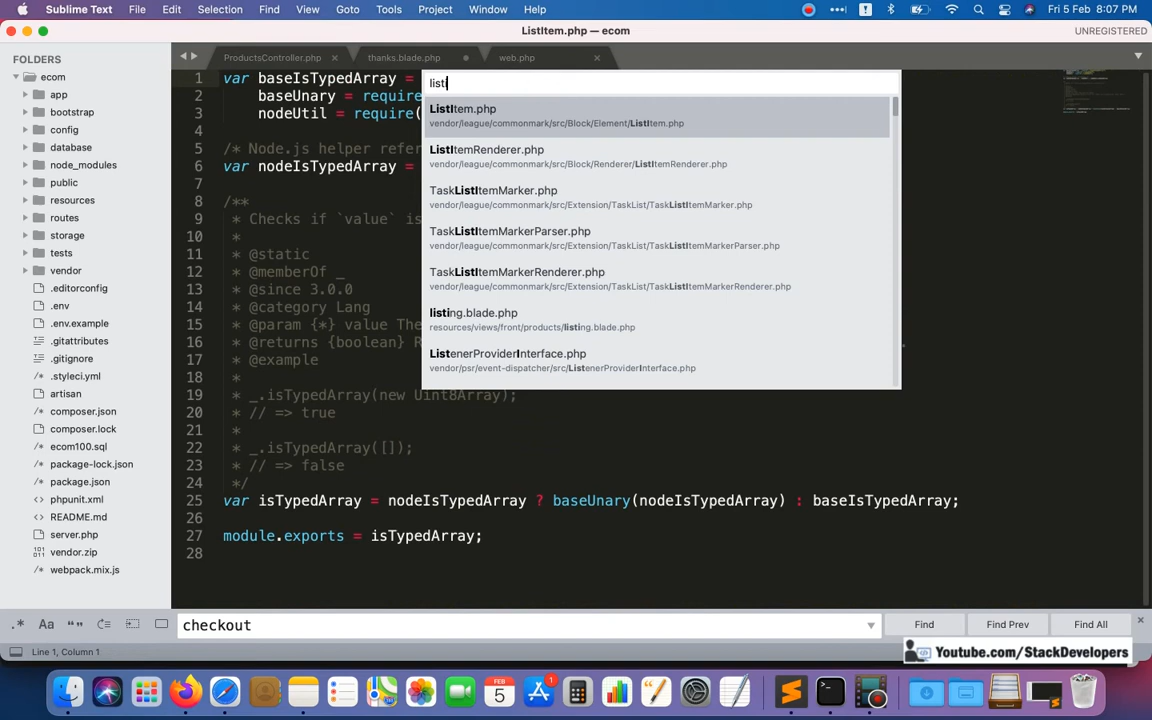 Sublime Text File Edit Selection Find View Goto Tools Project Window Help Fri 5 Feb 8:07 PM
ListItem.php — ecom UNREGISTERED
FOLDERS
ecom
app
bootstrap
config
database
node_modules
public
resources
routes
storage
tests
vendor
.editorconfig
.env
.env.example
.gitattributes
.gitignore
.styleci.yml
artisan
composer.json
composer.lock
ecom100.sql
package-lock.json
package.json
phpunit.xml
README.md
server.php
vendor.zip
webpack.mix.js
ProductsController.php thanks.blade.php web.php
listi
ListItem.php
vendor/league/commonmark/src/Block/Element/ListItem.php
ListItemRenderer.php
vendor/league/commonmark/src/Block/Renderer/ListItemRenderer.php
TaskListItemMarker.php
vendor/league/commonmark/src/Extension/TaskList/TaskListItemMarker.php
TaskListItemMarkerParser.php
vendor/league/commonmark/src/Extension/TaskList/TaskListItemMarkerParser.php
TaskListItemMarkerRenderer.php
vendor/league/commonmark/src/Extension/TaskList/TaskListItemMarkerRenderer.php
listing.blade.php
resources/views/front/products/listing.blade.php
ListenerProviderInterface.php
vendor/psr/event-dispatcher/src/ListenerProviderInterface.php
1 var baseIsTypedArray =
2 baseUnary = require
3 nodeUtil = require(
4
5 /* Node.js helper refer
6 var nodeIsTypedArray =
7
8 /**
9 * Checks if `value` is
10 *
11 * @static
12 * @memberOf _
13 * @since 3.0.0
14 * @category Lang
15 * @param {*} value The
16 * @returns {boolean} R
17 * @example
18 *
19 * _.isTypedArray(new Uint8Array);
20 * // => true
21 *
22 * _.isTypedArray([]);
23 * // => false
24 */
25 var isTypedArray = nodeIsTypedArray ? baseUnary(nodeIsTypedArray) : baseIsTypedArray;
26
27 module.exports = isTypedArray;
28
.* Aa “” checkout Find Find Prev Find All
Line 1, Column 1
Youtube.com/StackDevelopers
FEB
5
1